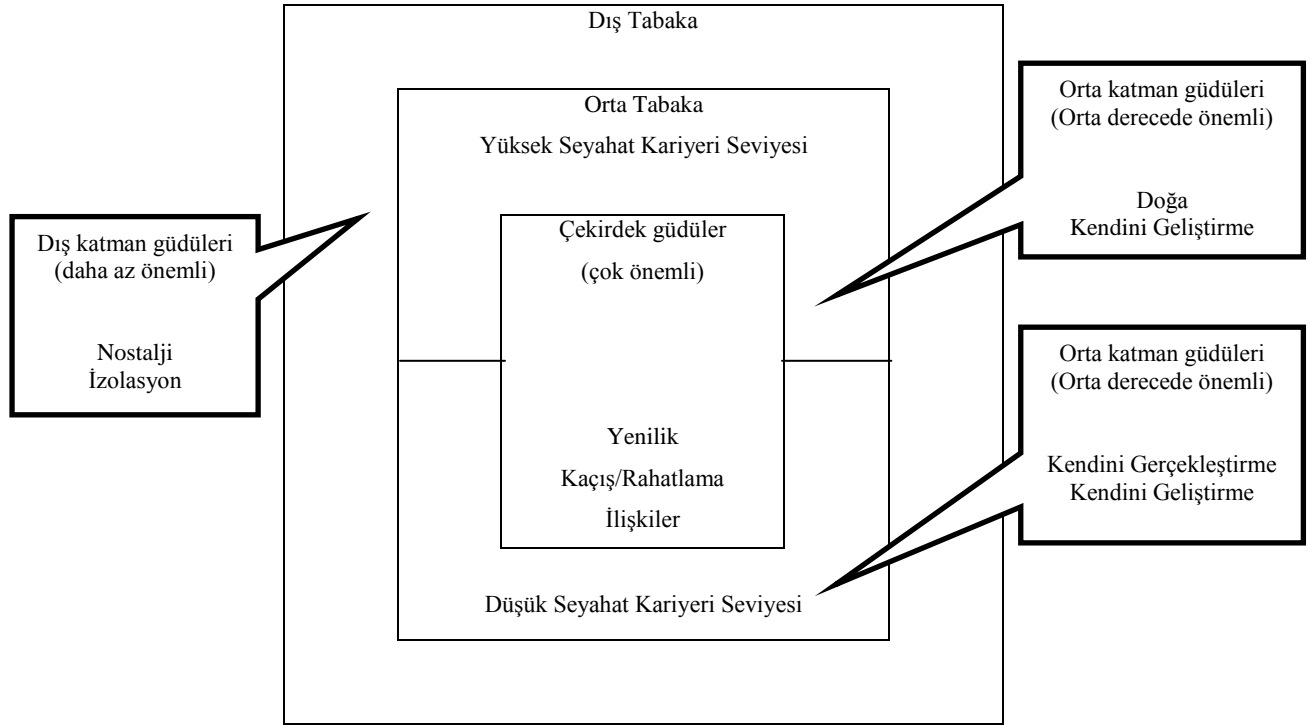 Dış Tabaka
Orta Tabaka
Yüksek Seyahat Kariyeri Seviyesi
Çekirdek güdüler
(çok önemli)
Yenilik
Kaçış/Rahatlama
İlişkiler
Düşük Seyahat Kariyeri Seviyesi
Dış katman güdüleri
(daha az önemli)
Nostalji
İzolasyon
Orta katman güdüleri
(Orta derecede önemli)
Doğa
Kendini Geliştirme
Orta katman güdüleri
(Orta derecede önemli)
Kendini Gerçekleştirme
Kendini Geliştirme